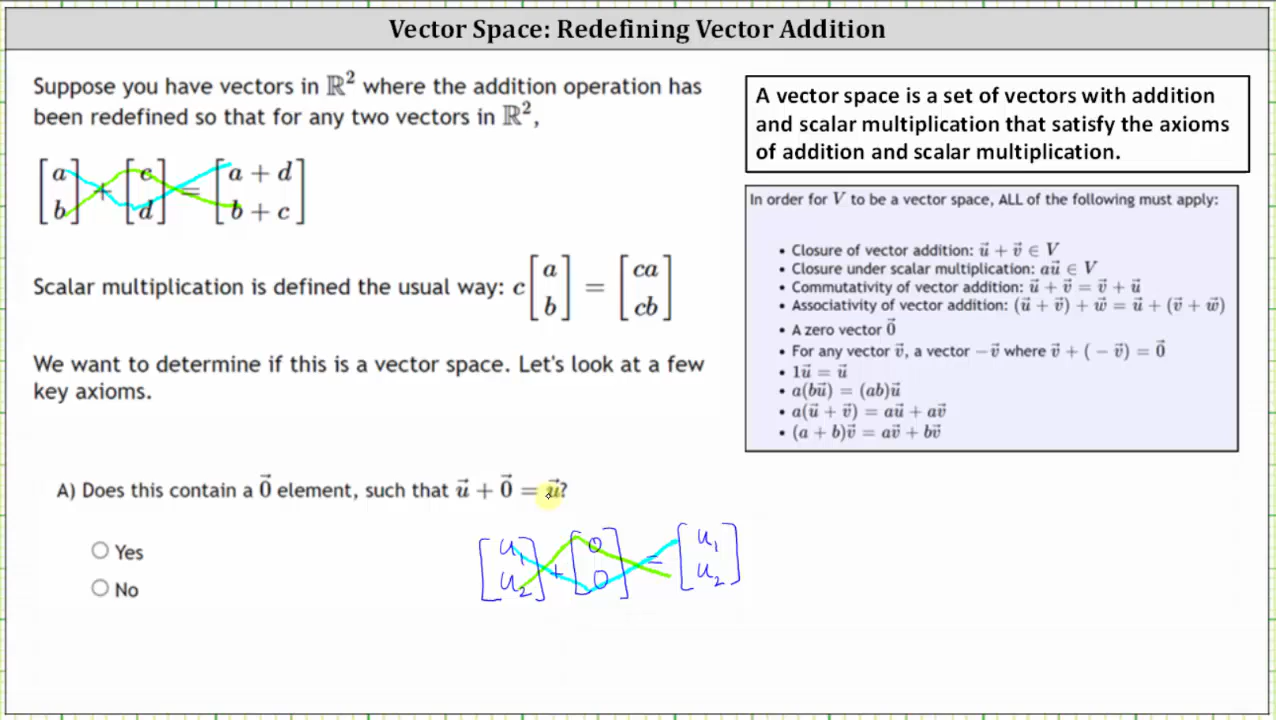 Vector Space: Redefining Vector Addition
Suppose you have vectors in ℝ² where the addition operation has
been redefined so that for any two vectors in ℝ²,
[a b] + [c d] = [a + d b + c]
Scalar multiplication is defined the usual way: c [a b] = [ca cb]
We want to determine if this is a vector space. Let's look at a few
key axioms.
A vector space is a set of vectors with addition
and scalar multiplication that satisfy the axioms
of addition and scalar multiplication.
In order for V to be a vector space, ALL of the following must apply:
• Closure of vector addition: u⃗ + v⃗ ∈ V
• Closure under scalar multiplication: au⃗ ∈ V
• Commutativity of vector addition: u⃗ + v⃗ = v⃗ + u⃗
• Associativity of vector addition: (u⃗ + v⃗) + w⃗ = u⃗ + (v⃗ + w⃗)
• A zero vector 0⃗
• For any vector v⃗, a vector −v⃗ where v⃗ + (−v⃗) = 0⃗
• 1u⃗ = u⃗
• a(bu⃗) = (ab)u⃗
• a(u⃗ + v⃗) = au⃗ + av⃗
• (a + b)v⃗ = av⃗ + bv⃗
A) Does this contain a 0⃗ element, such that u⃗ + 0⃗ = u⃗?
Yes
No
[u₁ u₂] + [0 0] = [u₁ u₂]